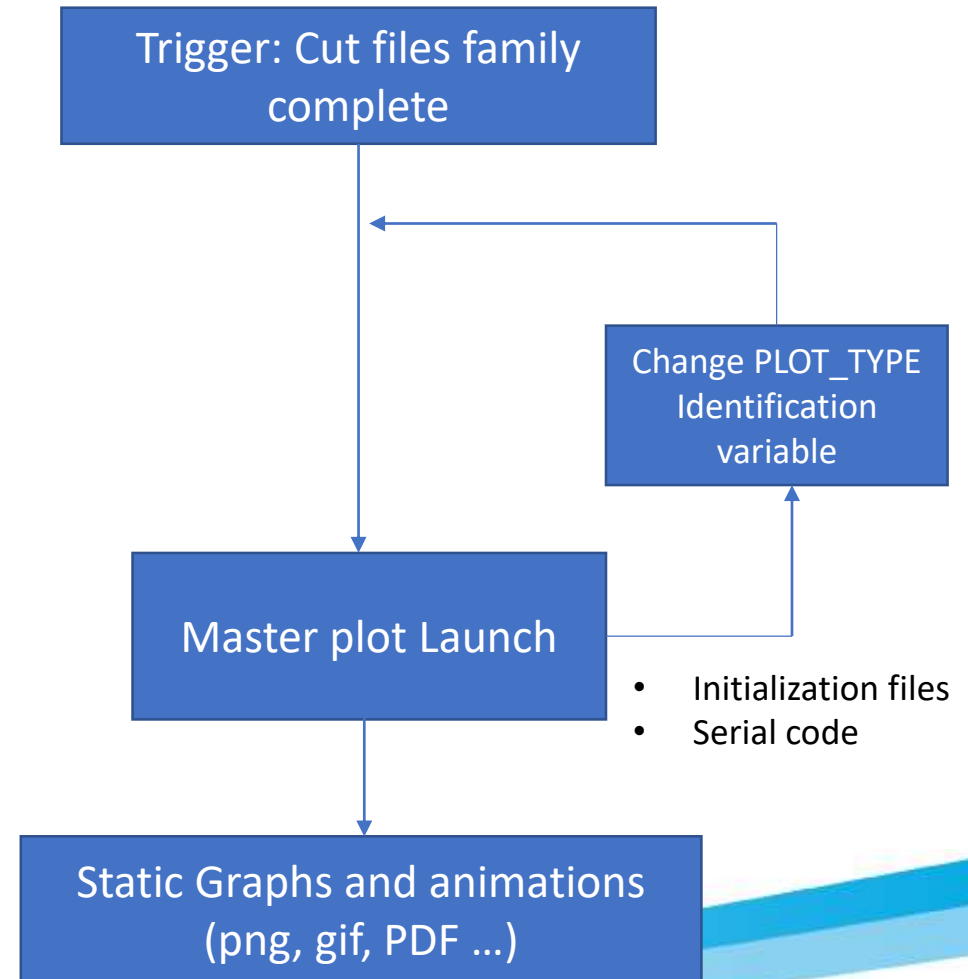 Trigger: Cut files family
complete
Change PLOT_TYPE
Identification
variable
Master plot Launch
• Initialization files
• Serial code
Static Graphs and animations
(png, gif, PDF ...)